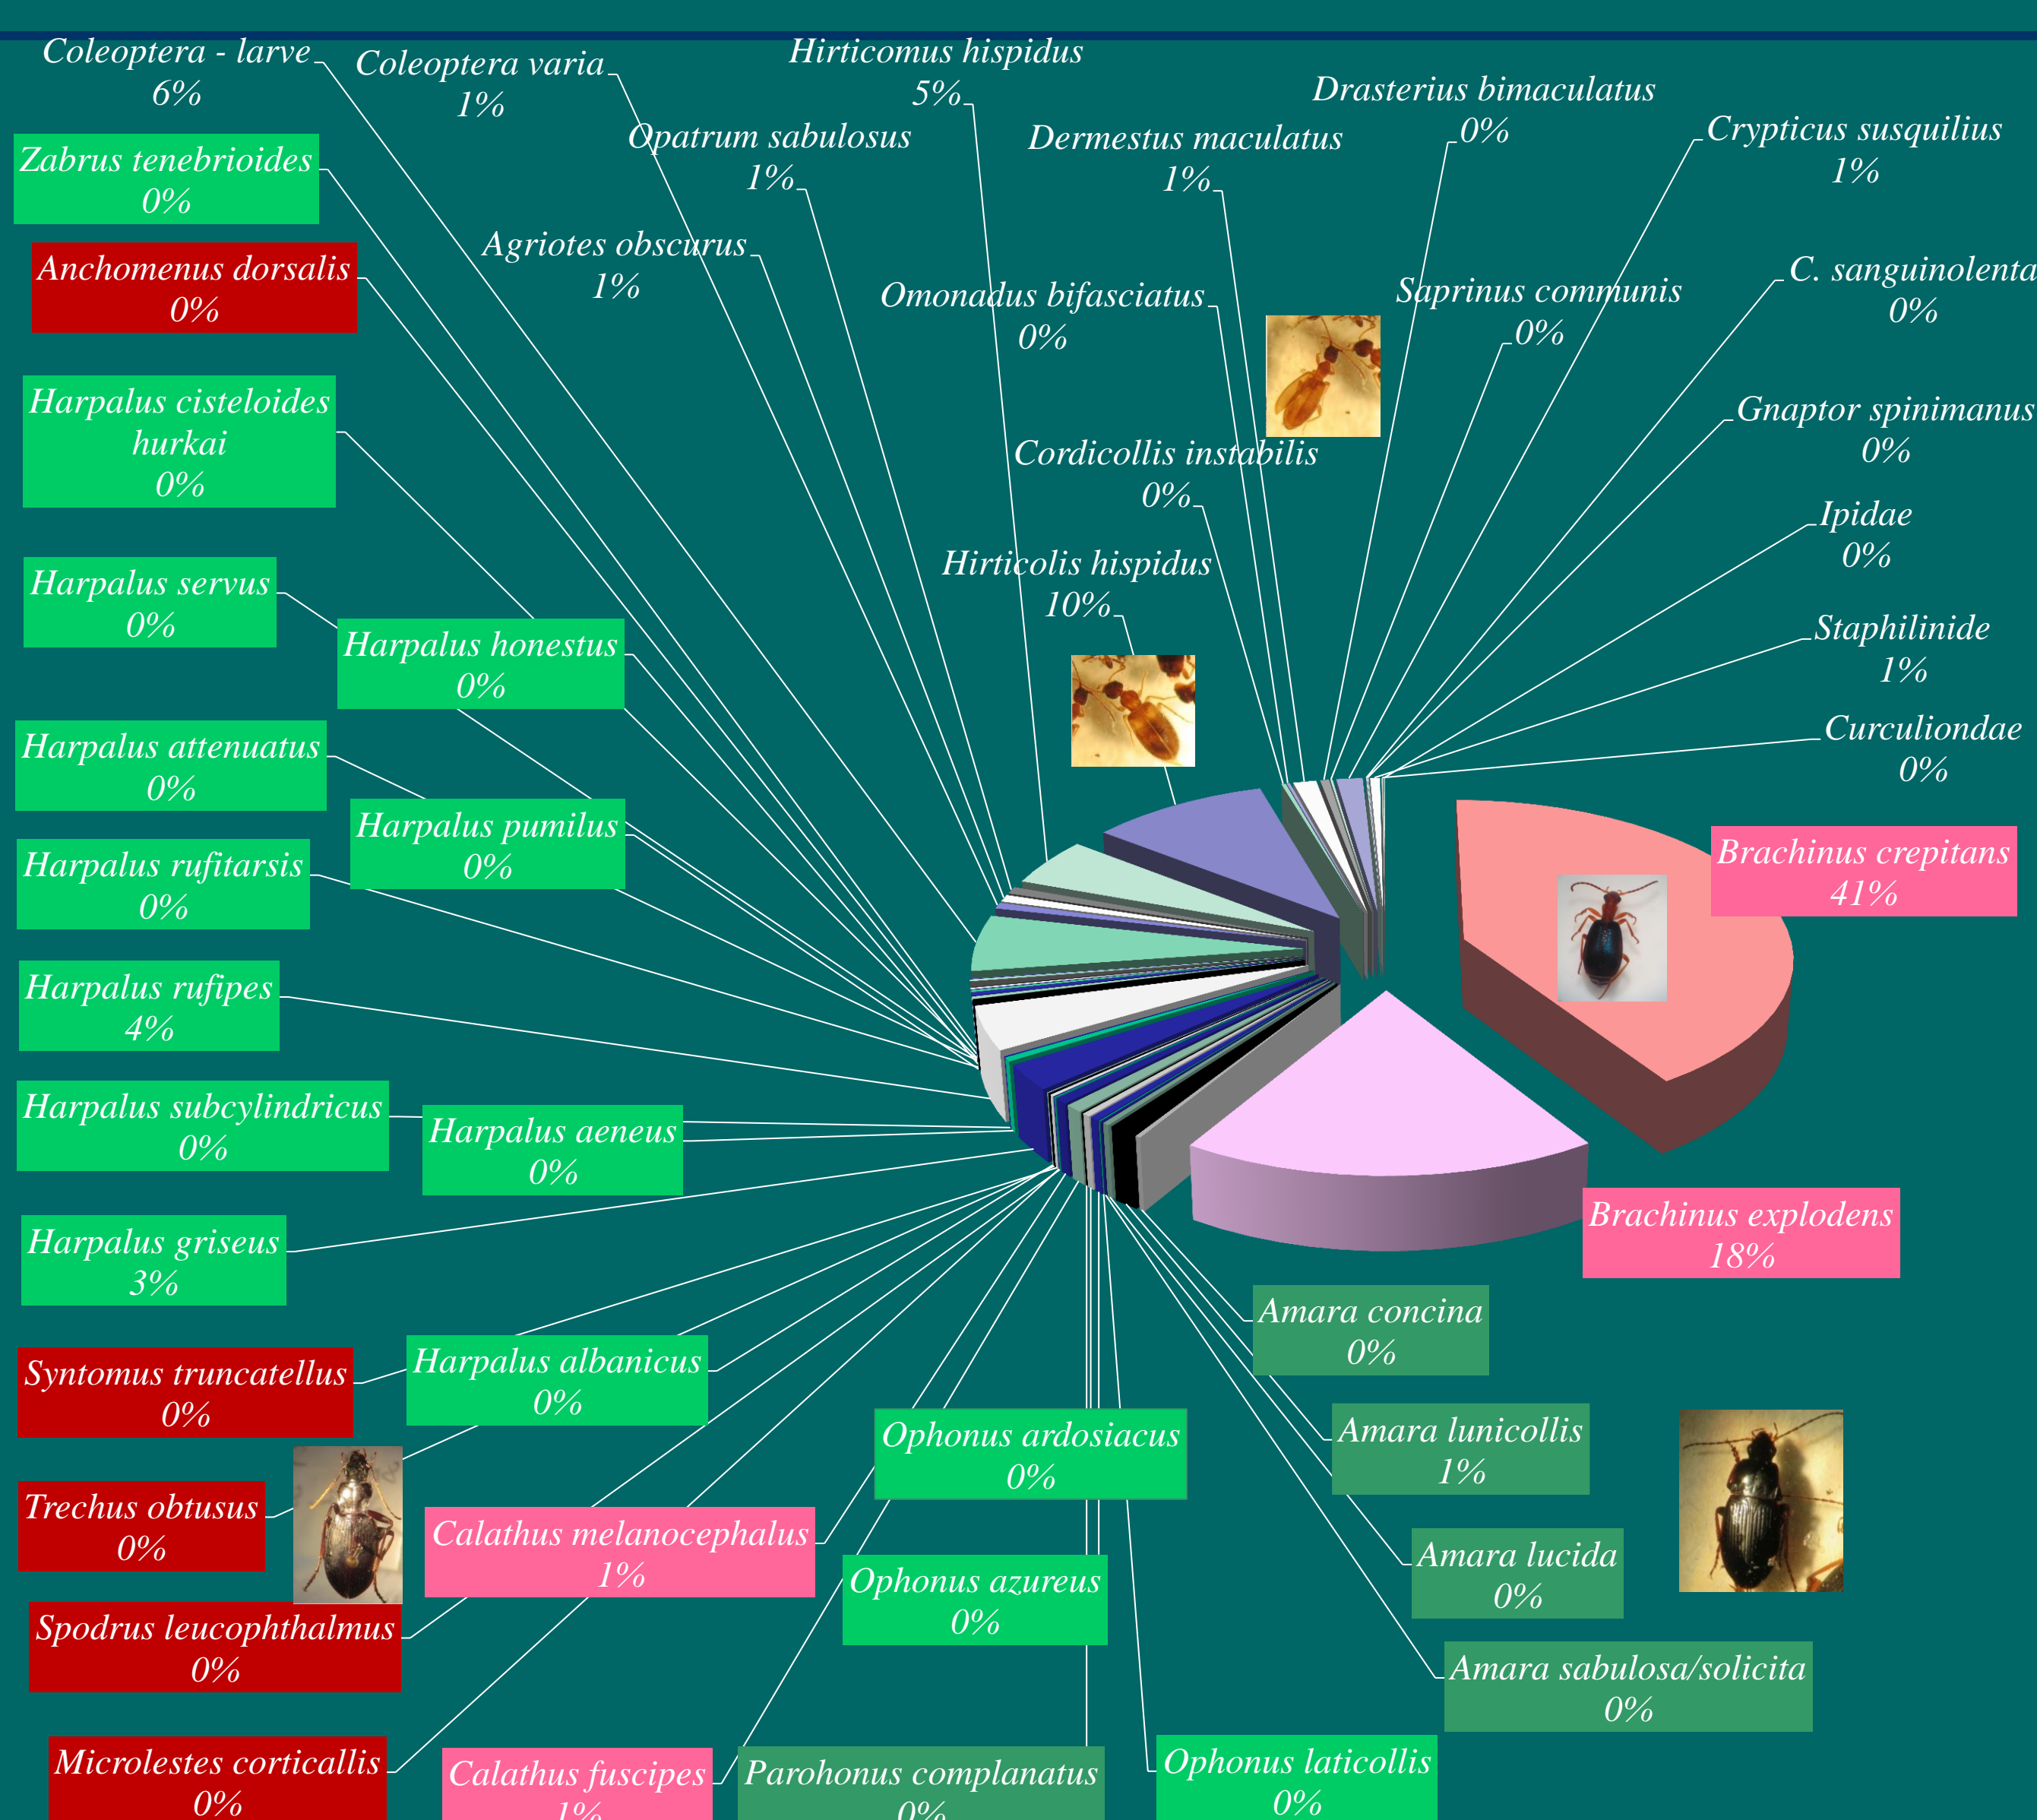 Coleoptera - larve
6%
Coleoptera varia
1%
Hirticomus hispidus
5%
Drasterius bimaculatus
0%
Opatrum sabulosus
1%
Dermestus maculatus
1%
Crypticus susquilius
1%
Zabrus tenebrioides
0%
Agriotes obscurus
1%
Anchomenus dorsalis
0%
Omonadus bifasciatus
0%
Saprinus communis
0%
C. sanguinolenta
0%
Harpalus cisteloides
hurkai
0%
Cordicollis instabilis
0%
Gnaptor spinimanus
0%
Ipidae
0%
Hirticolis hispidus
10%
Harpalus servus
0%
Harpalus honestus
0%
Staphilinide
1%
Harpalus attenuatus
0%
Curculiondae
0%
Harpalus pumilus
0%
Harpalus rufitarsis
0%
Brachinus crepitans
41%
Harpalus rufipes
4%
Harpalus subcylindricus
0%
Harpalus aeneus
0%
Harpalus griseus
3%
Brachinus explodens
18%
Amara concina
0%
Syntomus truncatellus
0%
Harpalus albanicus
0%
Ophonus ardosiacus
0%
Amara lunicollis
1%
Trechus obtusus
0%
Calathus melanocephalus
1%
Ophonus azureus
0%
Amara lucida
0%
Spodrus leucophthalmus
0%
Amara sabulosa/solicita
0%
Microlestes corticallis
0%
Calathus fuscipes
1%
Parohonus complanatus
0%
Ophonus laticollis
0%